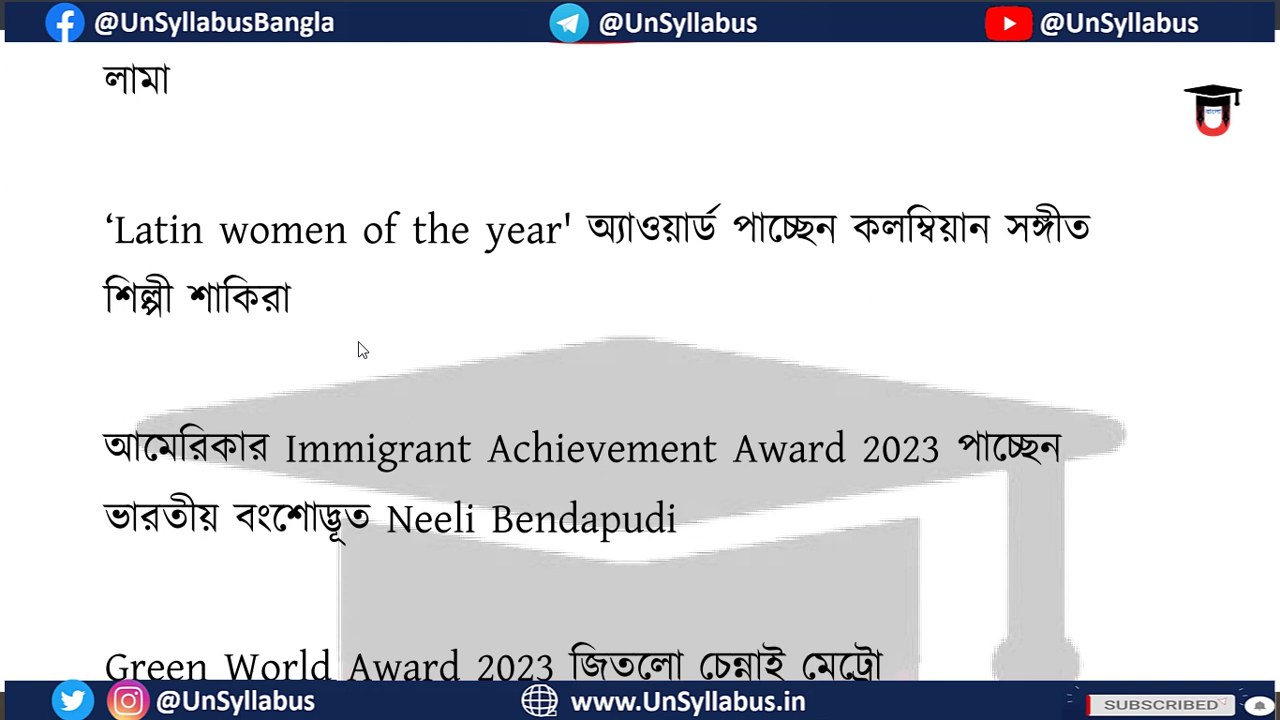 @UnSyllabusBangla @UnSyllabus @UnSyllabus
লামা
‘Latin women of the year' অ্যাওয়ার্ড পাচ্ছেন কলম্বিয়ান সঙ্গীত
শিল্পী শাকিরা
আমেরিকার Immigrant Achievement Award 2023 পাচ্ছেন
ভারতীয় বংশোদ্ভূত Neeli Bendapudi
Green World Award 2023 জিতলো চেন্নাই মেট্রো
@UnSyllabus www.UnSyllabus.in SUBSCRIBED